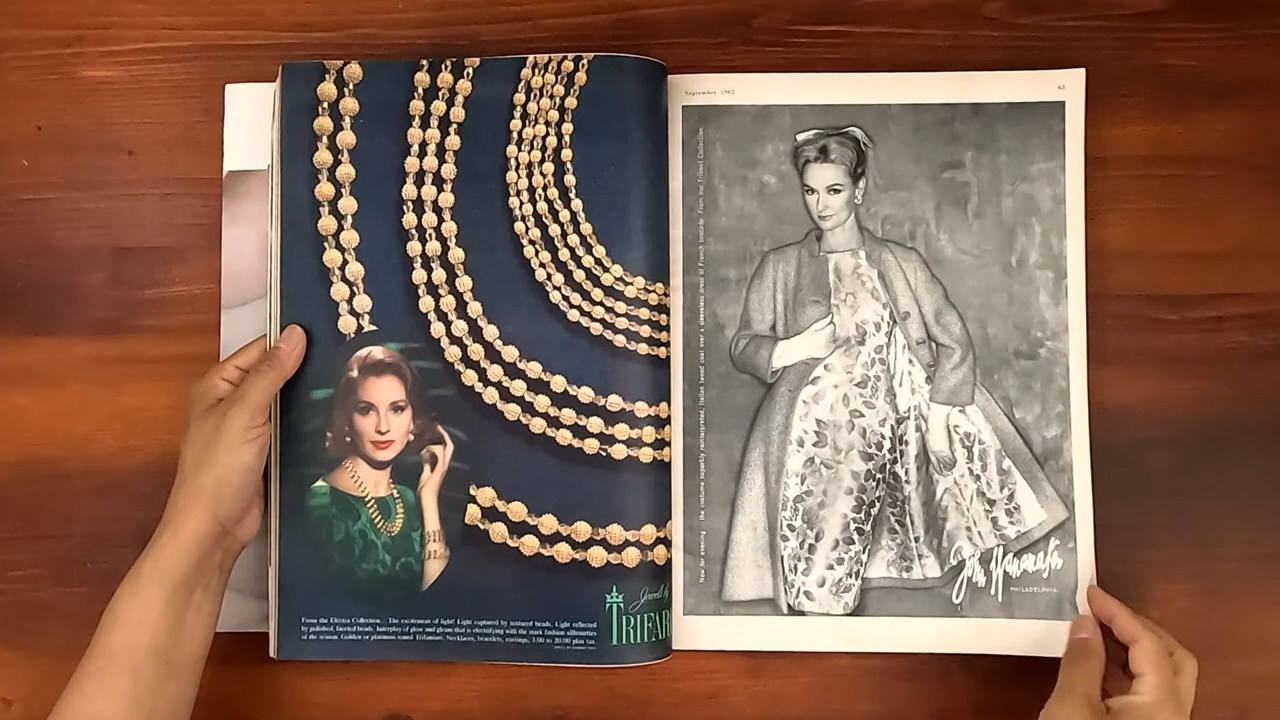 From the Electra Collection... The excitement of light! Light captured by textured beads, Light reflected
by polished, faceted beads. Interplay of glow and gleam that is electrifying with the stark fashion silhouettes
of the season. Golden or platinum toned Trifanium. Necklaces, bracelets, earrings, 3.00 to 20.00 plus tax.
Jewels by
TRIFAR
September 1962
63
New for evening the costume superbly reinterpreted, Italian tweed coat over a sleeveless dress of French brocade. From our Tribout Collection.
John Wanamaker
PHILADELPHIA